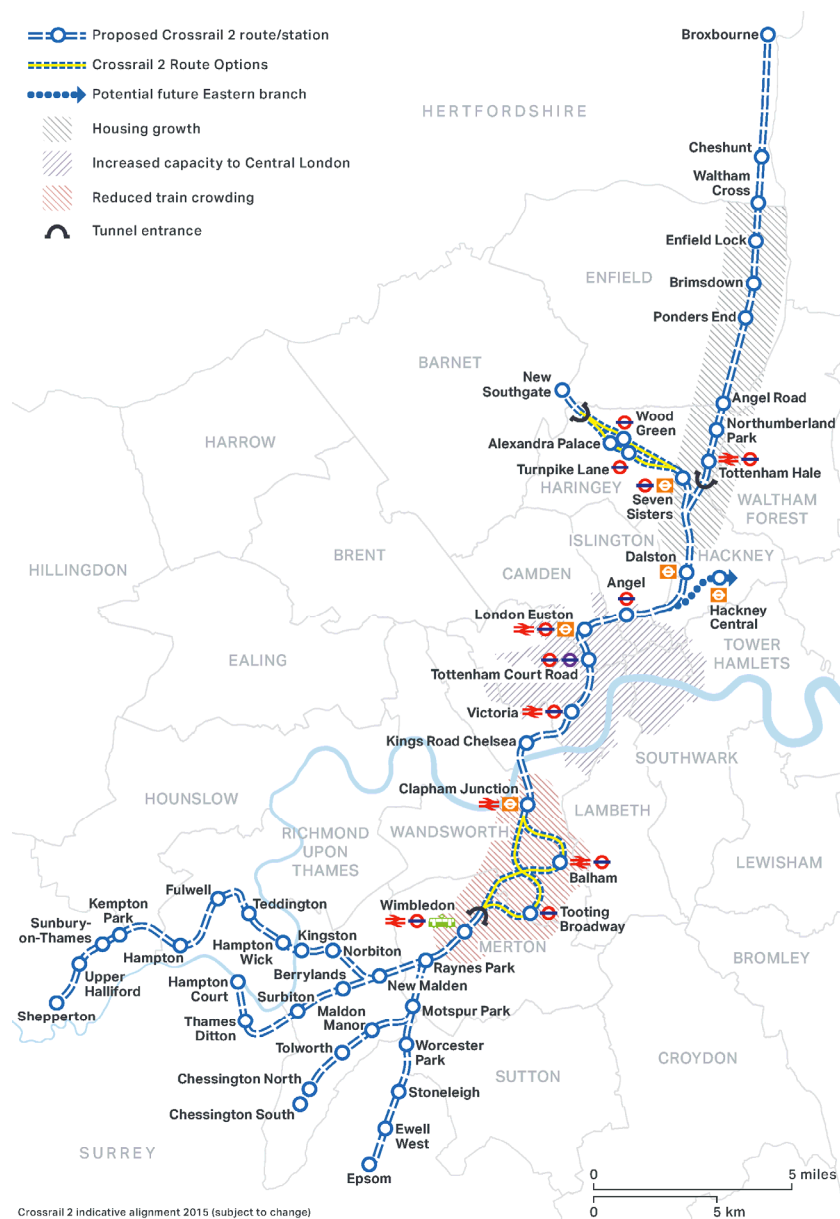 Proposed Crossrail 2 route/station
Crossrail 2 Route Options
Potential future Eastern branch
Housing growth
Increased capacity to Central London
Reduced train crowding
Tunnel entrance
Broxbourne
HERTFORDSHIRE
Cheshunt
Waltham
Cross
Enfield Lock
ENFIELD
Brimsdown
Ponders End
BARNET
New
Southgate
Angel Road
Wood
Green
Northumberland
Park
HARROW
Alexandra Palace
Turnpike Lane
Tottenham Hale
HARINGEY
Seven
Sisters
WALTHAM
FOREST
ISLINGTON
BRENT
Dalston
HACKNEY
HILLINGDON
CAMDEN
Angel
London Euston
Hackney
Central
EALING
TOWER
HAMLETS
Tottenham Court Road
Victoria
Kings Road Chelsea
SOUTHWARK
Clapham Junction
HOUNSLOW
LAMBETH
RICHMOND
UPON
THAMES
WANDSWORTH
LEWISHAM
Balham
Fulwell
Kempton
Park
Teddington
Wimbledon
Tooting
Broadway
Sunbury-
on-Thames
Kingston
Hampton
Hampton
Wick
Norbiton
MERTON
BROMLEY
Upper
Halliford
Berrylands
Raynes Park
Hampton
Court
New Malden
Surbiton
Shepperton
Thames
Ditton
Maldon
Manor
Motspur Park
Tolworth
Worcester
Park
CROYDON
Chessington North
SUTTON
Stoneleigh
Chessington South
Ewell
West
SURREY
Epsom
0 5 miles
0 5 km
Crossrail 2 indicative alignment 2015 (subject to change)